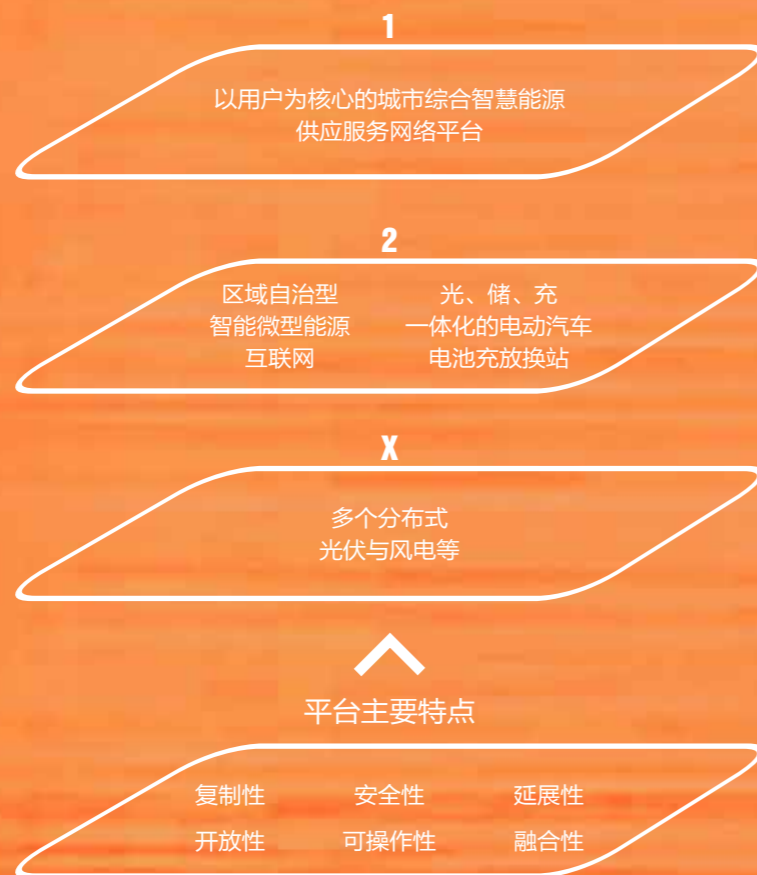 1
以用户为核心的城市综合智慧能源
供应服务网络平台
2
区域自治型
智能微型能源
互联网
光、储、充
一体化的电动汽车
电池充放换站
X
多个分布式
光伏与风电等
平台主要特点
复制性 安全性 延展性
开放性 可操作性 融合性